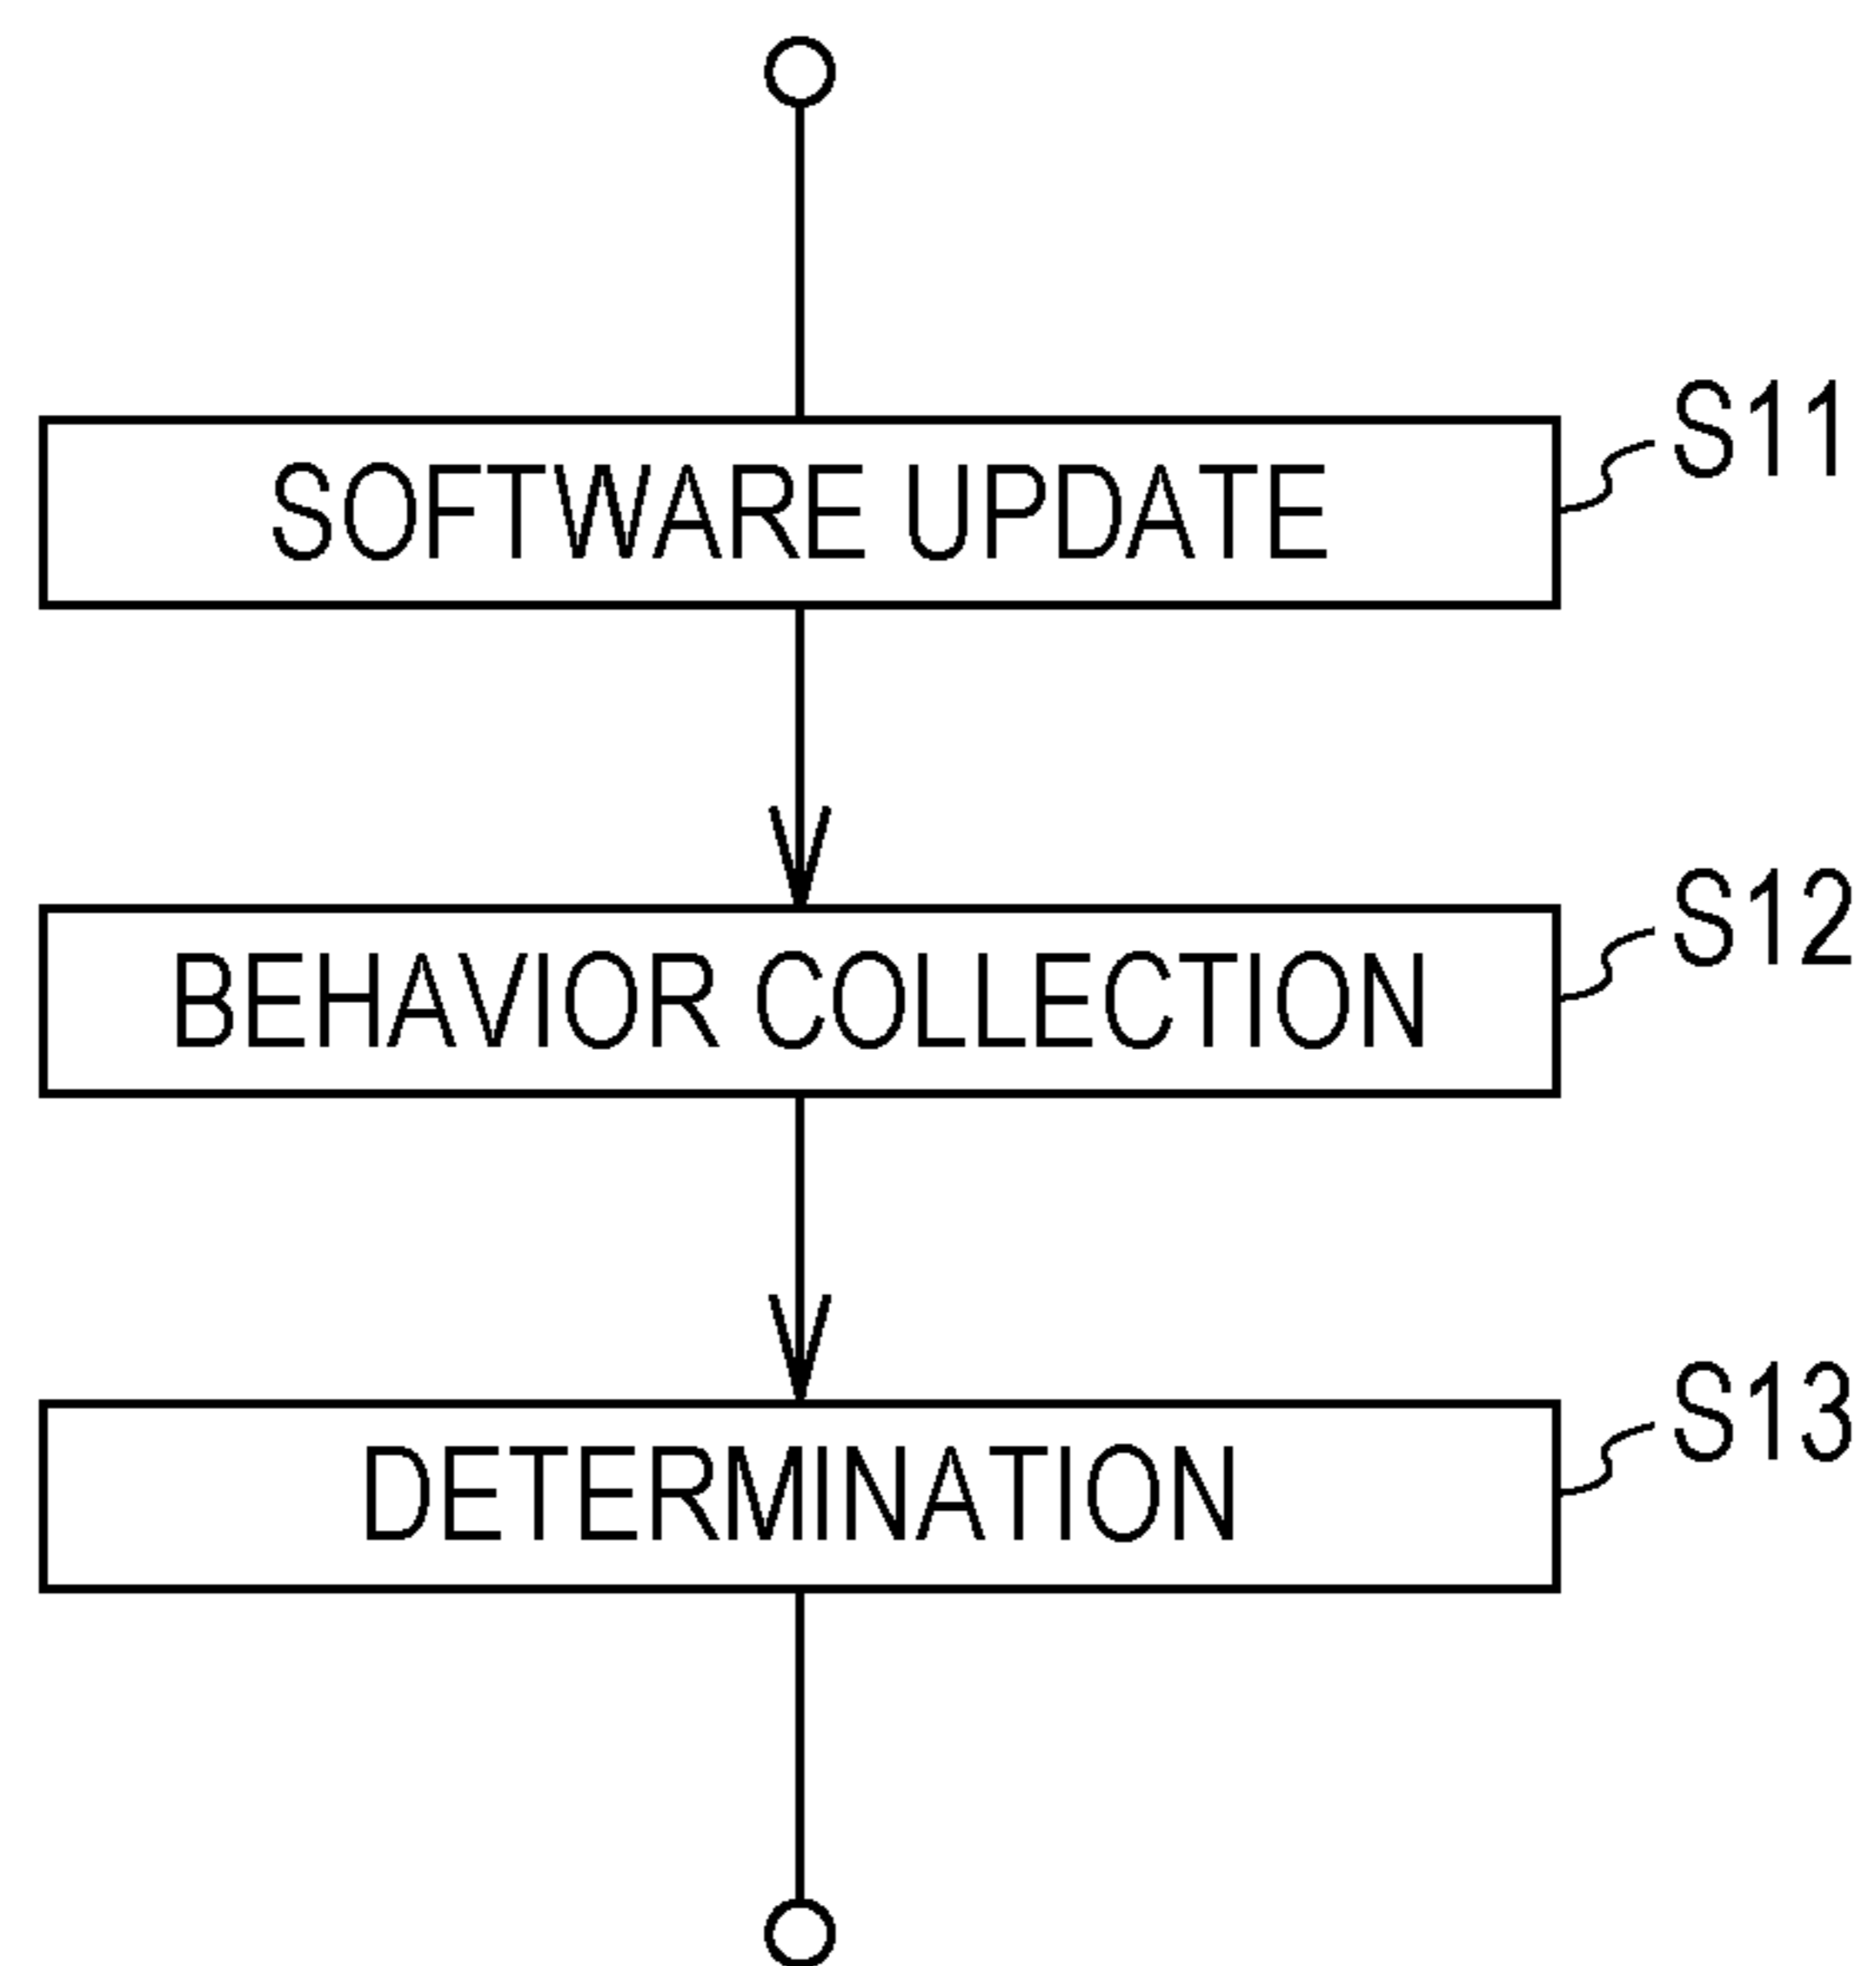 S11
SOFTWARE UPDATE
S12
BEHAVIOR COLLECTION
S13
DETERMINATION